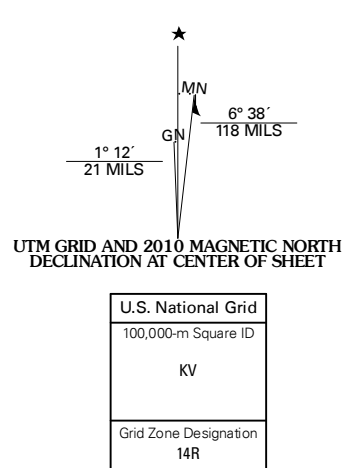 ★
MN
6° 38´
118 MILS
GN
1° 12´
21 MILS
UTM GRID AND 2010 MAGNETIC NORTH
DECLINATION AT CENTER OF SHEET
U.S. National Grid
100,000-m Square ID
KV
Grid Zone Designation
14R